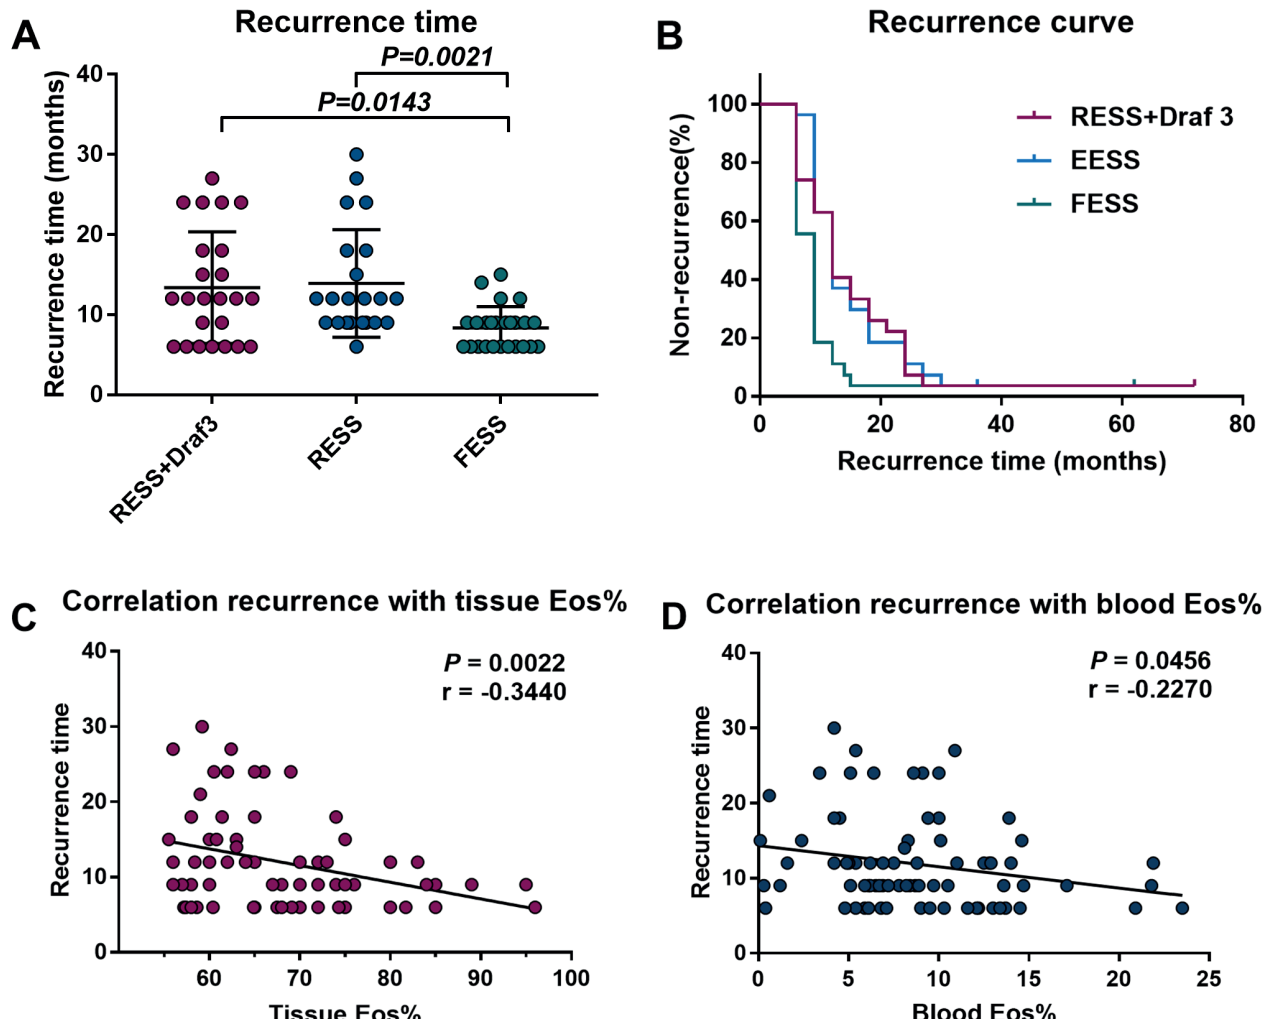 A
Recurrence time
P=0.0021
P=0.0143
Recurrence time (months)
40
30
20
10
0
RESS+Draf3
RESS
FESS
B
Recurrence curve
Non-recurrence(%)
100
80
60
40
20
0
RESS+Draf 3
EESS
FESS
0 20 40 60 80
Recurrence time (months)
C
Correlation recurrence with tissue Eos%
P = 0.0022
r = -0.3440
Recurrence time
40
30
20
10
0
60 70 80 90 100
Tissue Eos%
D
Correlation recurrence with blood Eos%
P = 0.0456
r = -0.2270
Recurrence time
40
30
20
10
0
0 5 10 15 20 25
Blood Eos%